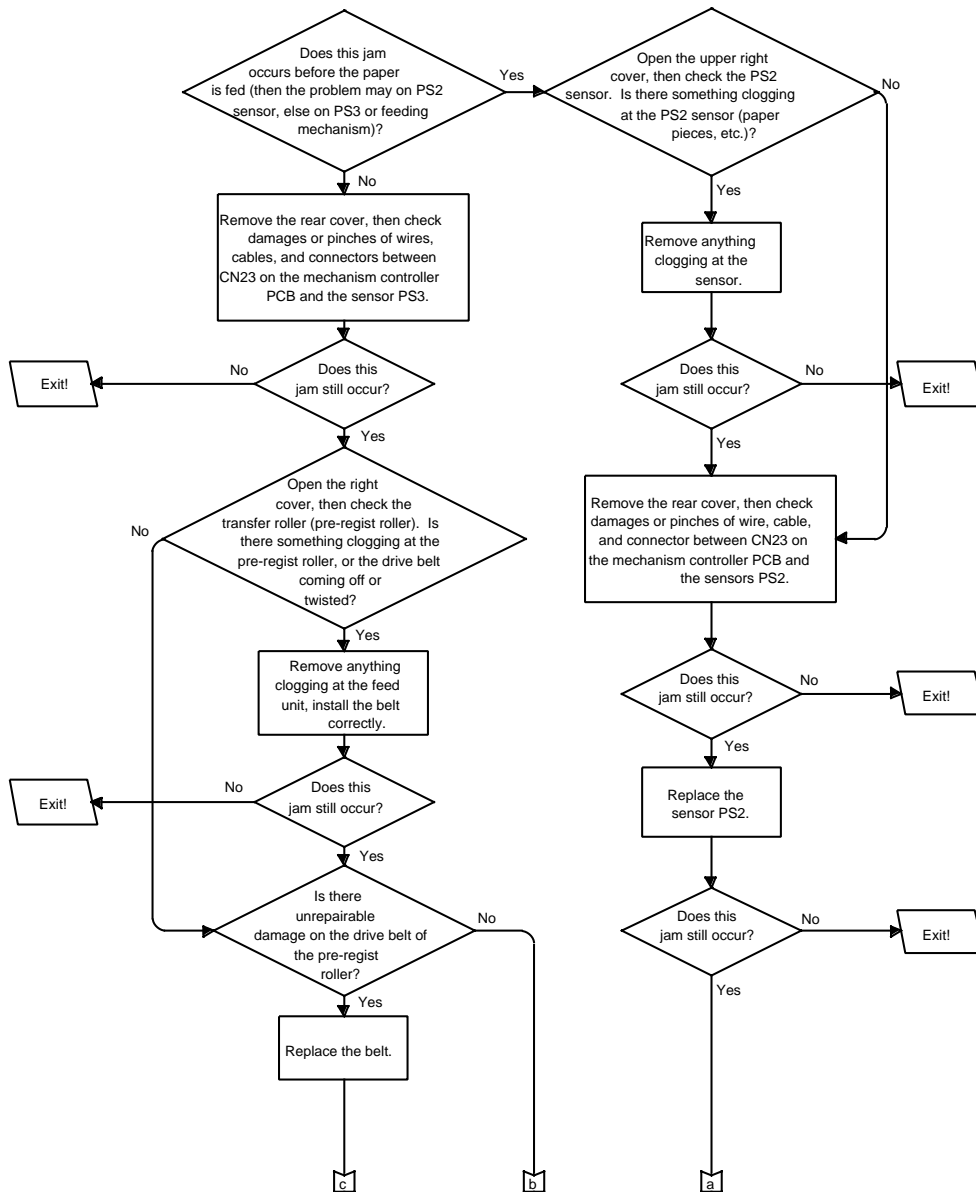 Does this jam
occurs before the paper
is fed (then the problem may on PS2
sensor, else on PS3 or feeding
mechanism)?
Yes
Open the upper right
cover, then check the PS2
sensor. Is there something clogging
at the PS2 sensor (paper
pieces, etc.)?
No
No
Yes
Remove the rear cover, then check
damages or pinches of wires,
cables, and connectors between
CN23 on the mechanism controller
PCB and the sensor PS3.
Remove anything
clogging at the
sensor.
Exit!
No
Does this
jam still occur?
Does this
jam still occur?
No
Exit!
Yes
Yes
No
Open the right
cover, then check the
transfer roller (pre-regist roller). Is
there something clogging at the
pre-regist roller, or the drive belt
coming off or
twisted?
Remove the rear cover, then check
damages or pinches of wire, cable,
and connector between CN23 on
the mechanism controller PCB and
the sensors PS2.
Yes
Remove anything
clogging at the feed
unit, install the belt
correctly.
Does this
jam still occur?
No
Exit!
Yes
Exit!
No
Does this
jam still occur?
Replace the
sensor PS2.
Yes
Is there
unrepairable
damage on the drive belt of
the pre-regist
roller?
No
Does this
jam still occur?
No
Exit!
Yes
Yes
Replace the belt.
c
b
a